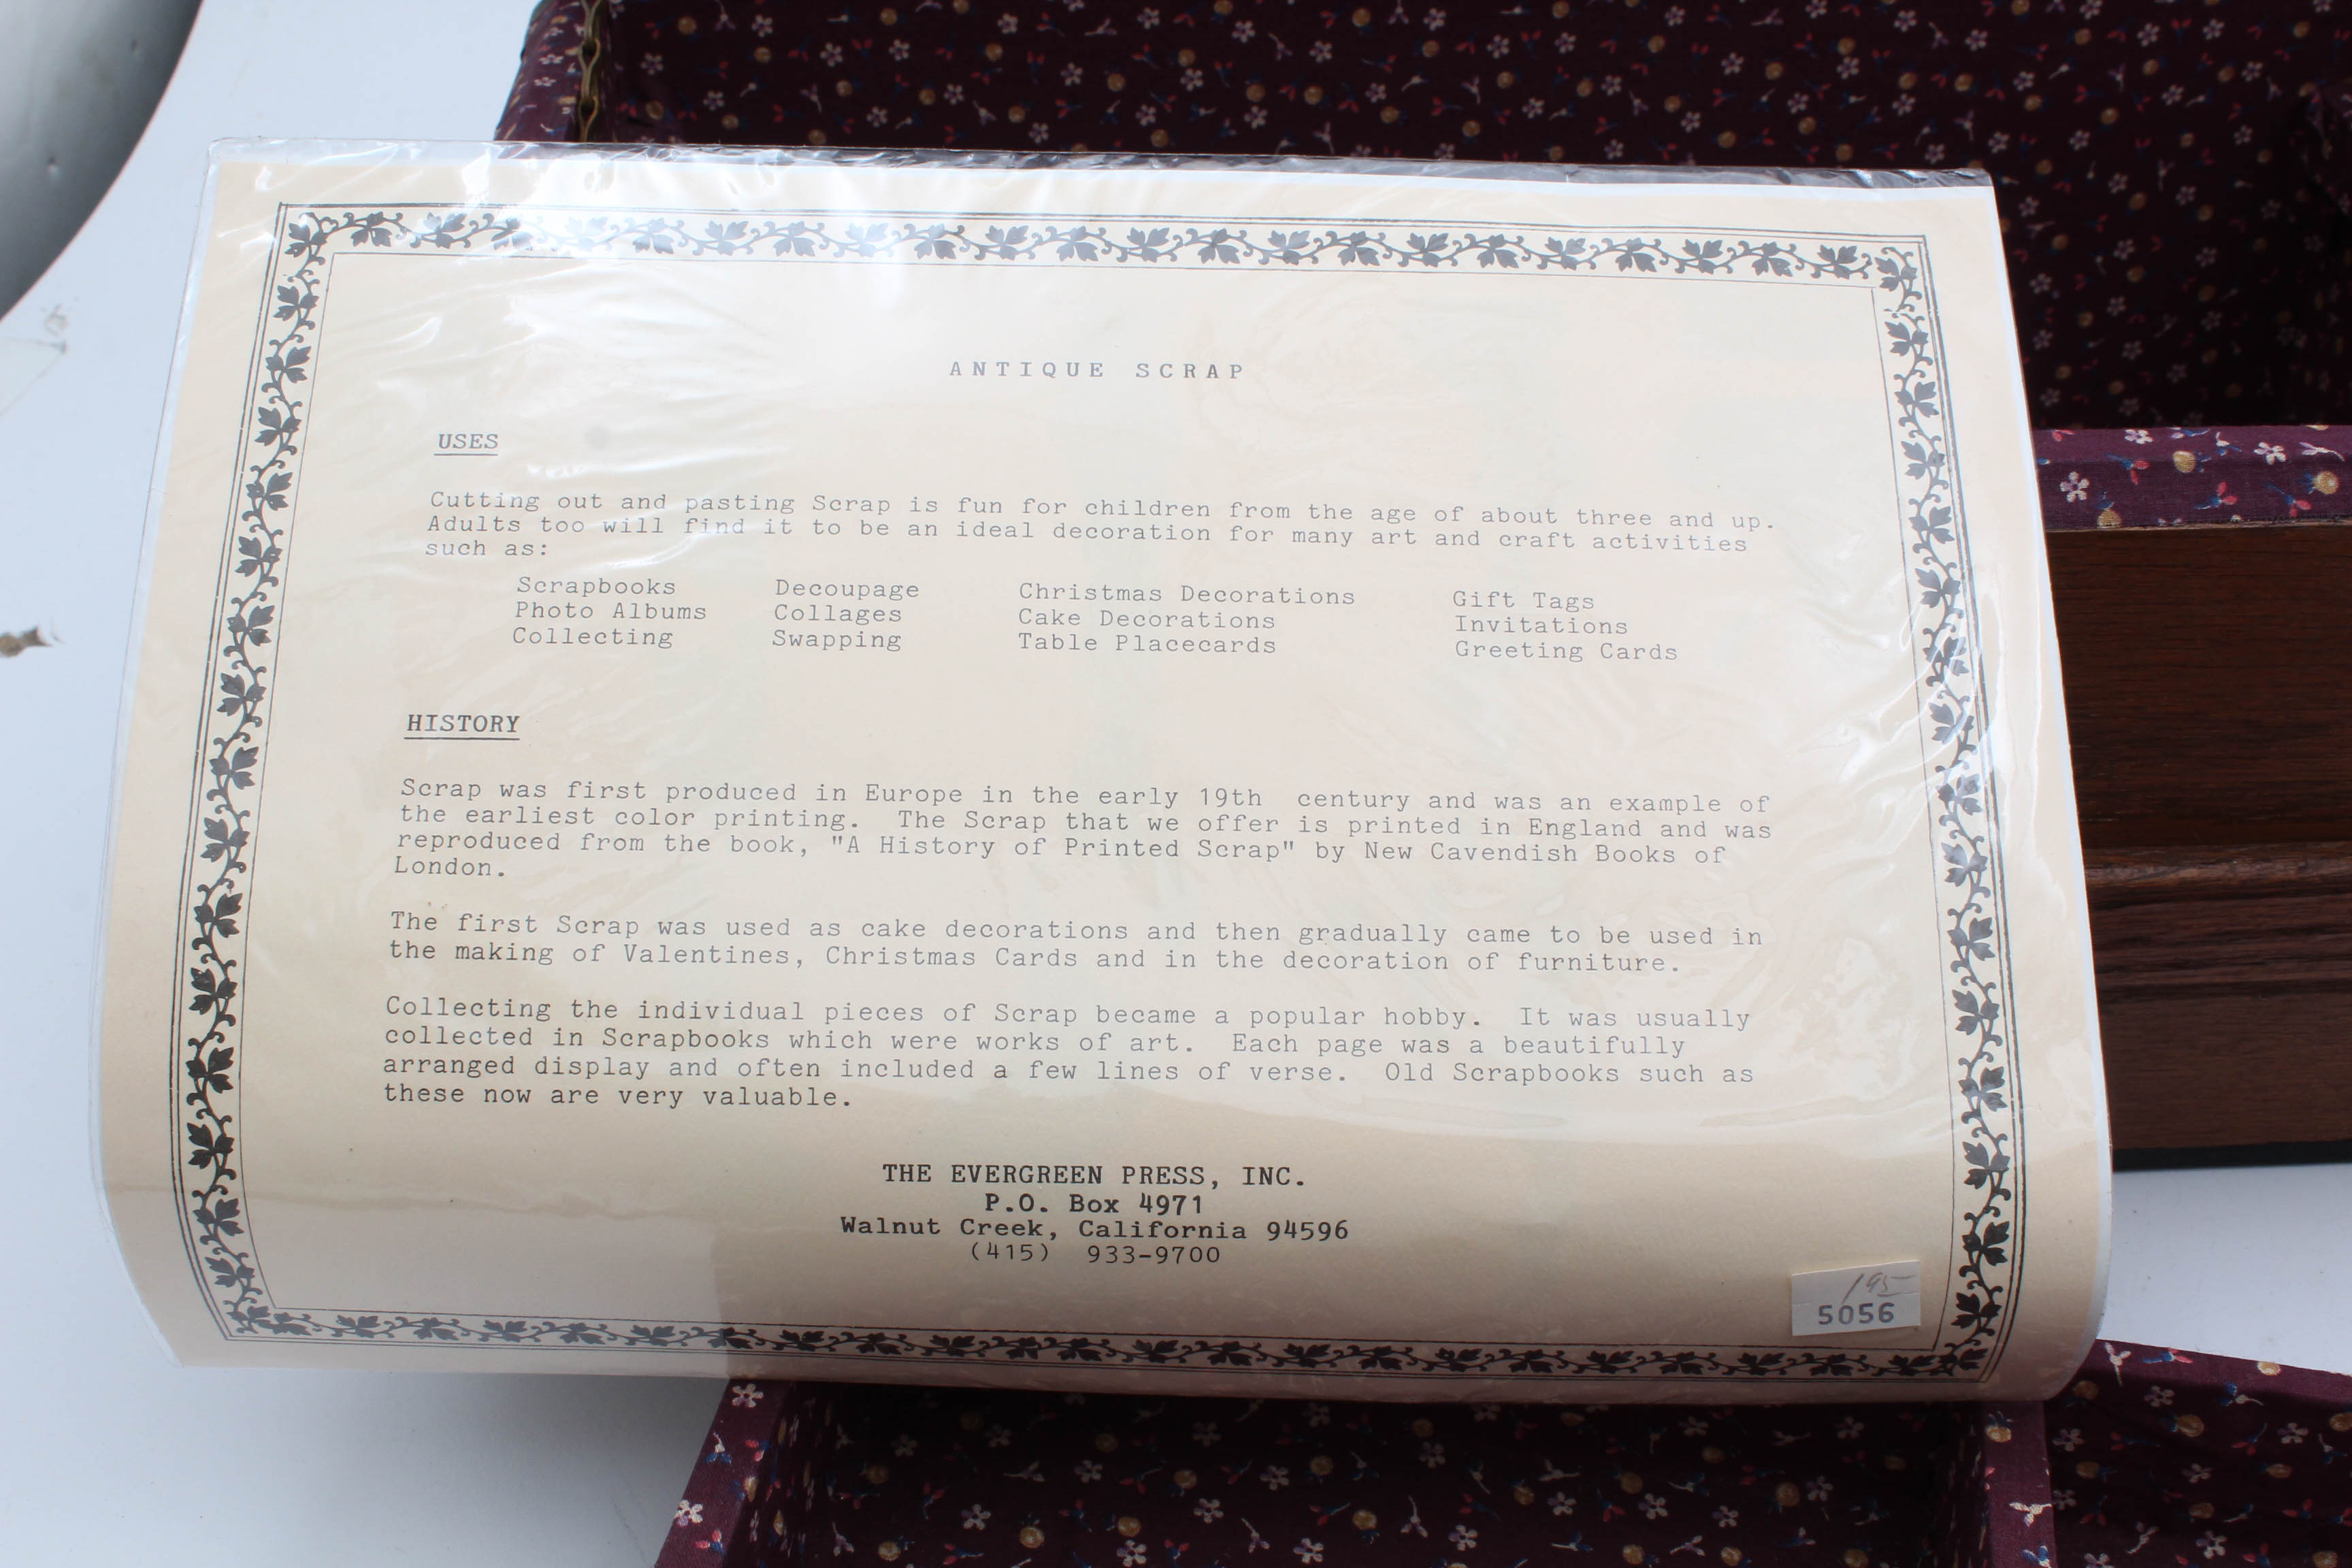 ANTIQUE SCRAP
USES
Cutting out and pasting Scrap is fun for children from the age of about three and up.
Adults too will find it to be an ideal decoration for many art and craft activities
such as:
Scrapbooks Decoupage Christmas Decorations Gift Tags
Photo Albums Collages Cake Decorations Invitations
Collecting Swapping Table Placecards Greeting Cards
HISTORY
Scrap was first produced in Europe in the early 19th century and was an example of
the earliest color printing. The Scrap that we offer is printed in England and was
reproduced from the book, "A History of Printed Scrap" by New Cavendish Books of
London.
The first Scrap was used as cake decorations and then gradually came to be used in
the making of Valentines, Christmas Cards and in the decoration of furniture.
Collecting the individual pieces of Scrap became a popular hobby. It was usually
collected in Scrapbooks which were works of art. Each page was a beautifully
arranged display and often included a few lines of verse. Old Scrapbooks such as
these now are very valuable.
THE EVERGREEN PRESS, INC.
P.O. Box 4971
Walnut Creek, California 94596
(415) 933-9700
195
5056